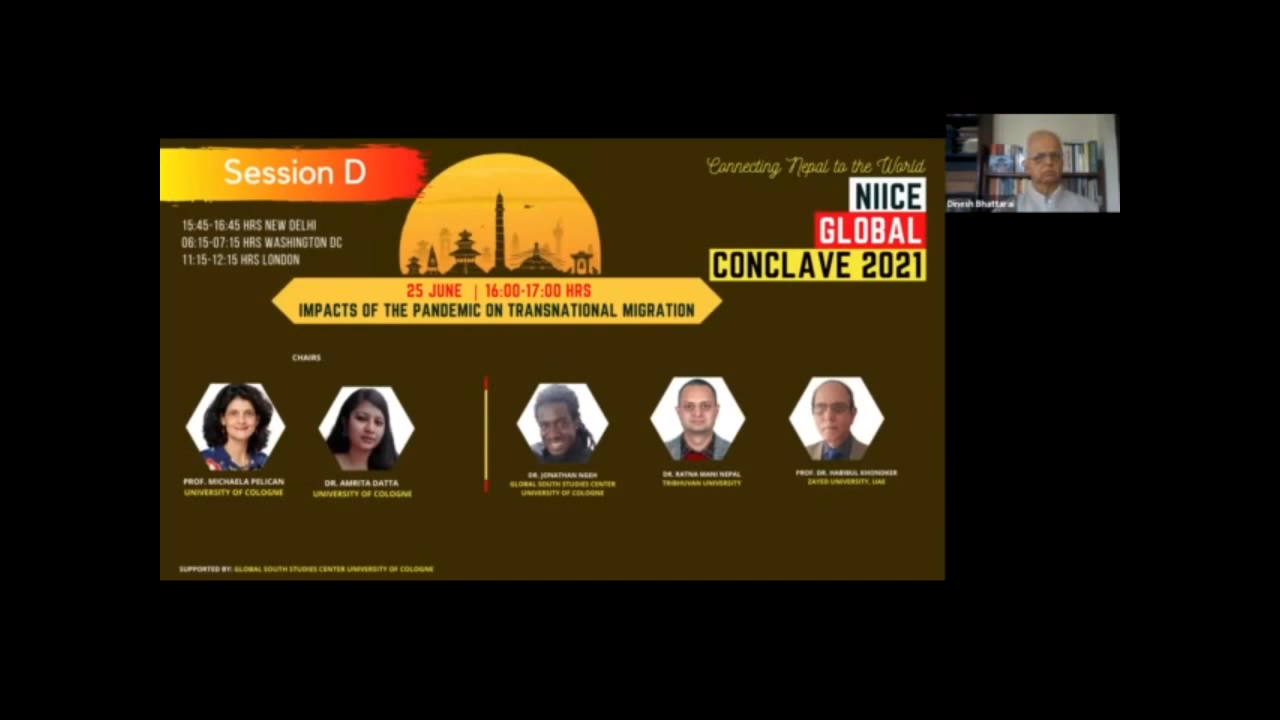 Session D
15:45-16:45 HRS NEW DELHI
06:15-07:15 HRS WASHINGTON DC
11:15-12:15 HRS LONDON
Connecting Nepal to the World
NIICE
GLOBAL
CONCLAVE 2021
25 JUNE | 16:00-17:00 HRS
IMPACTS OF THE PANDEMIC ON TRANSNATIONAL MIGRATION
Dinesh Bhattarai
CHAIRS
PROF. MICHAELA PELICAN
UNIVERSITY OF COLOGNE
DR. AMRITA DATTA
UNIVERSITY OF COLOGNE
DR. JONATHAN NGEH
GLOBAL SOUTH STUDIES CENTER
UNIVERSITY OF COLOGNE
DR. RATNA MANI NEPAL
TRIBHUVAN UNIVERSITY
PROF. DR. HABIBUL KHONDKER
ZAYED UNIVERSITY, UAE
SUPPORTED BY: GLOBAL SOUTH STUDIES CENTER UNIVERSITY OF COLOGNE